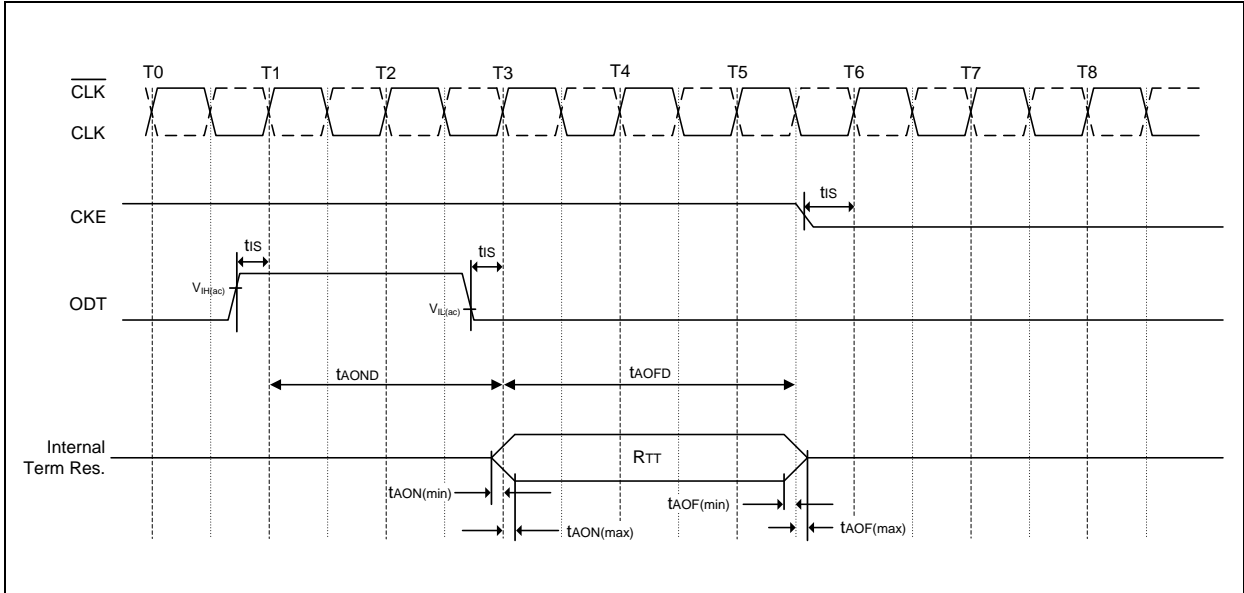 T0 T1 T2 T3 T4 T5 T6 T7 T8
CLK
CLK
CKE
tIS
tIS
tIS
VIH(ac)
ODT
VIL(ac)
tAOND
tAOFD
Internal
Term Res.
RTT
tAON(min)
tAOF(min)
tAON(max)
tAOF(max)